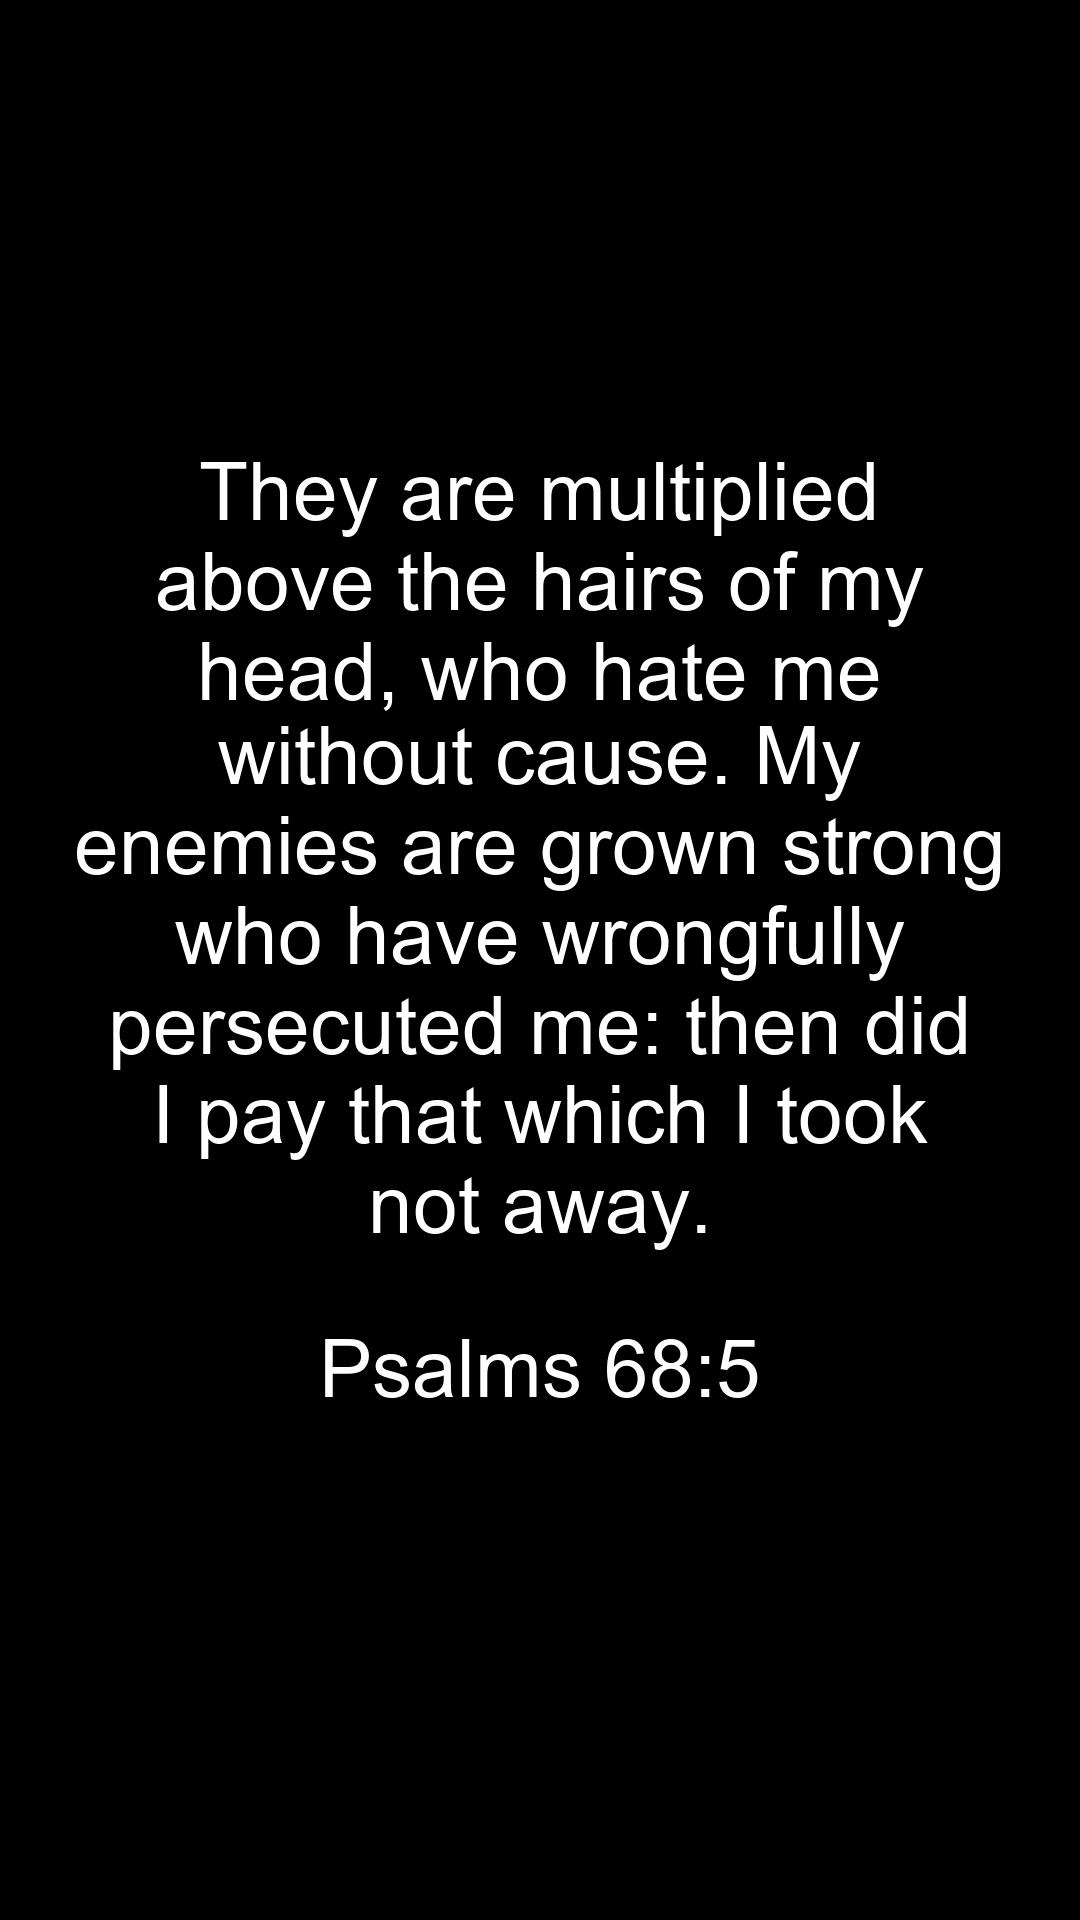 They are multiplied
above the hairs of my
head, who hate me
without cause. My
enemies are grown strong
who have wrongfully
persecuted me: then did
I pay that which I took
not away.
Psalms 68:5